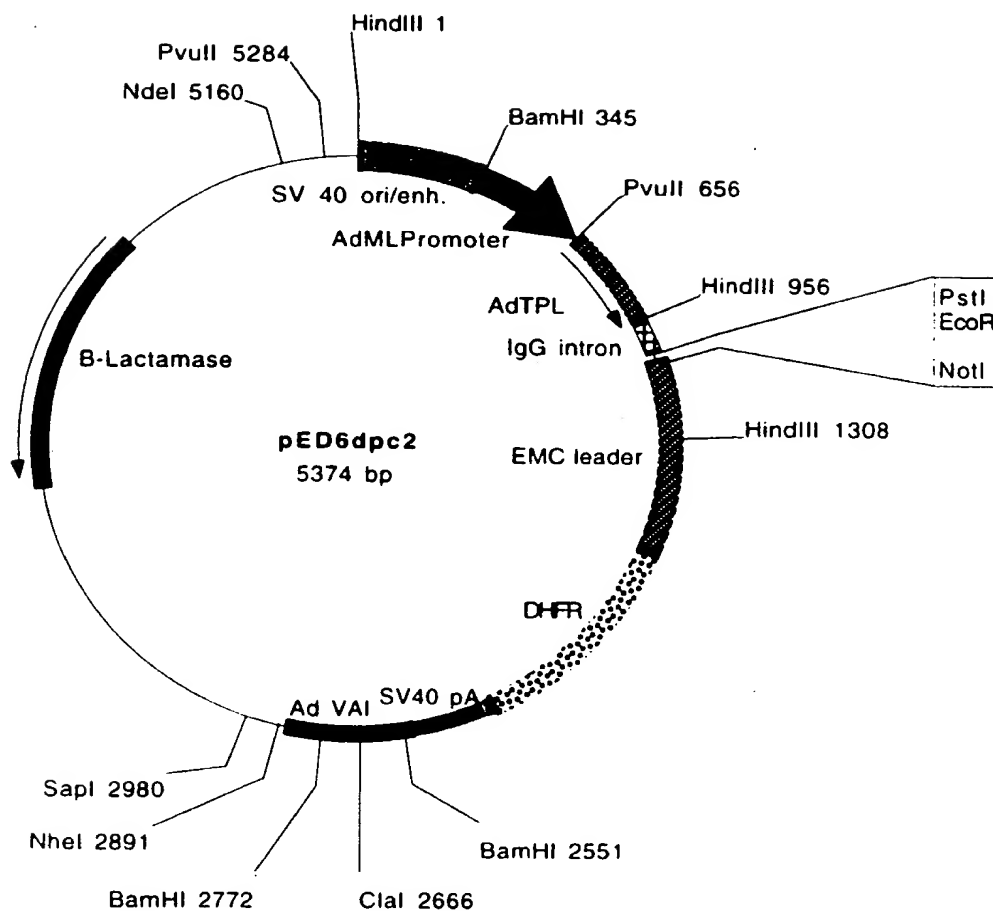 HindIII 1
PvuII 5284
NdeI 5160
BamHI 345
SV 40 ori/enh.
PvuII 656
AdMLPromoter
HindIII 956
AdTPL
PstI
EcoR
IgG intron
NotI
B-Lactamase
HindIII 1308
pED6dpc2
EMC leader
5374 bp
DHFR
SV40 pA
Ad VAI
SapI 2980
NheI 2891
BamHI 2551
BamHI 2772
ClaI 2666